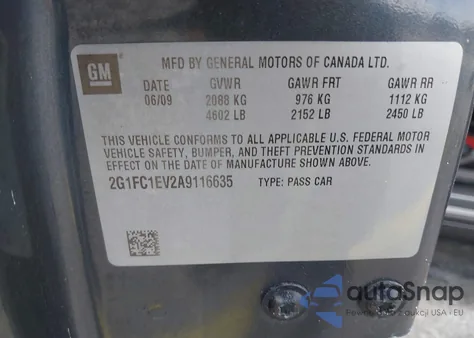 GM
MFD BY GENERAL MOTORS OF CANADA LTD.
DATE GVWR GAWR FRT GAWR RR
06/09 2088 KG 976 KG 1112 KG
4602 LB 2152 LB 2450 LB
THIS VEHICLE CONFORMS TO ALL APPLICABLE U.S. FEDERAL MOTOR
VEHICLE SAFETY, BUMPER, AND THEFT PREVENTION STANDARDS IN
EFFECT ON THE DATE OF MANUFACTURE SHOWN ABOVE.
2G1FC1EV2A9116635 TYPE: PASS CAR
autoSnap
aukcji USA - EU